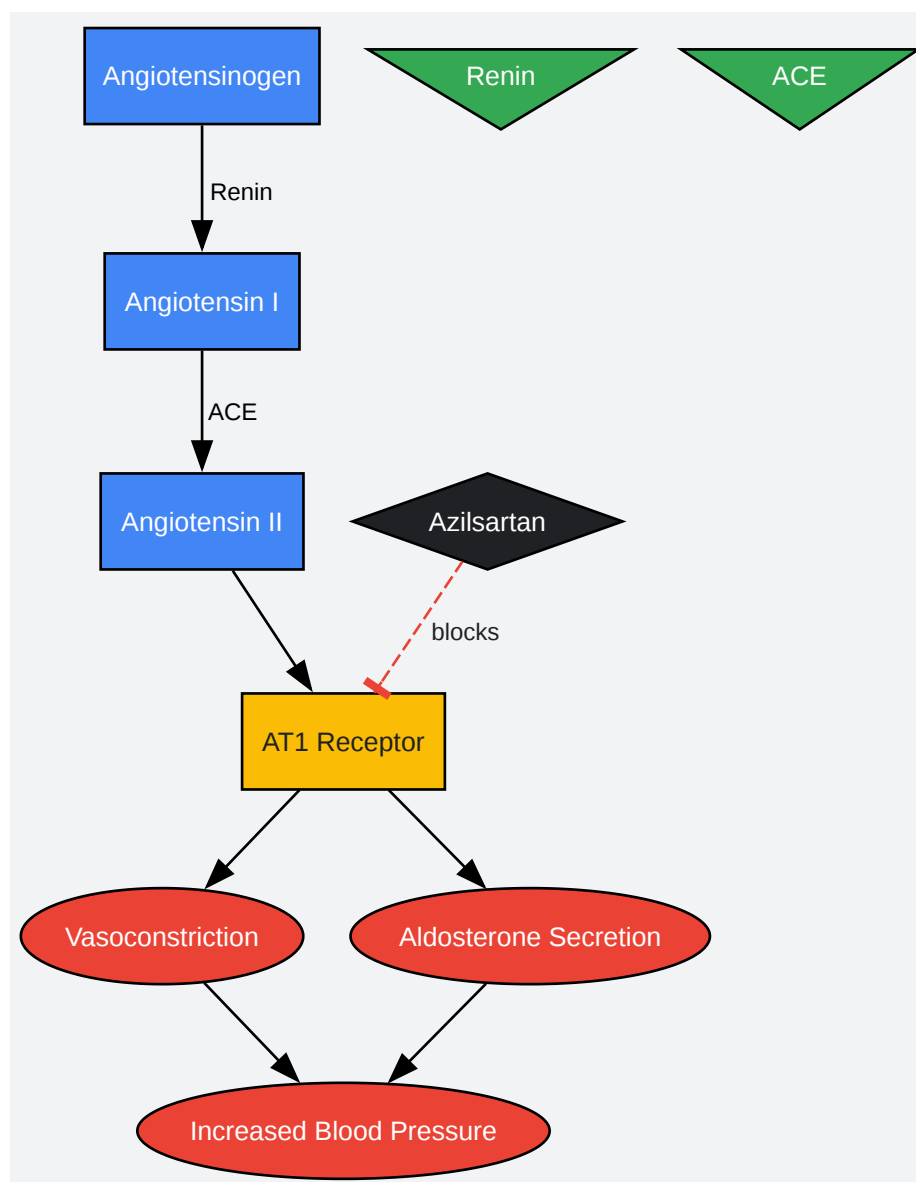 Angiotensinogen
Renin
ACE
Renin
Angiotensin I
ACE
Angiotensin II
Azilsartan
blocks
AT1 Receptor
Vasoconstriction
Aldosterone Secretion
Increased Blood Pressure